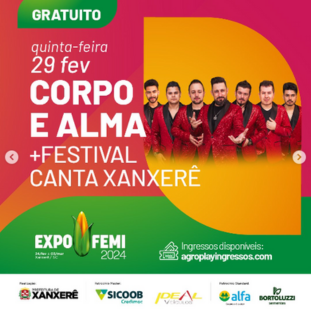 GRATUITO
quinta-feira
29 fev
CORPO
E ALMA
+FESTIVAL
CANTA XANXERÊ
EXPO FEMI
2024
Ingressos disponíveis:
agroplayingressos.com
XANXERÊ
SICOOB
IDEAL
alfa
BORTOLUZZI